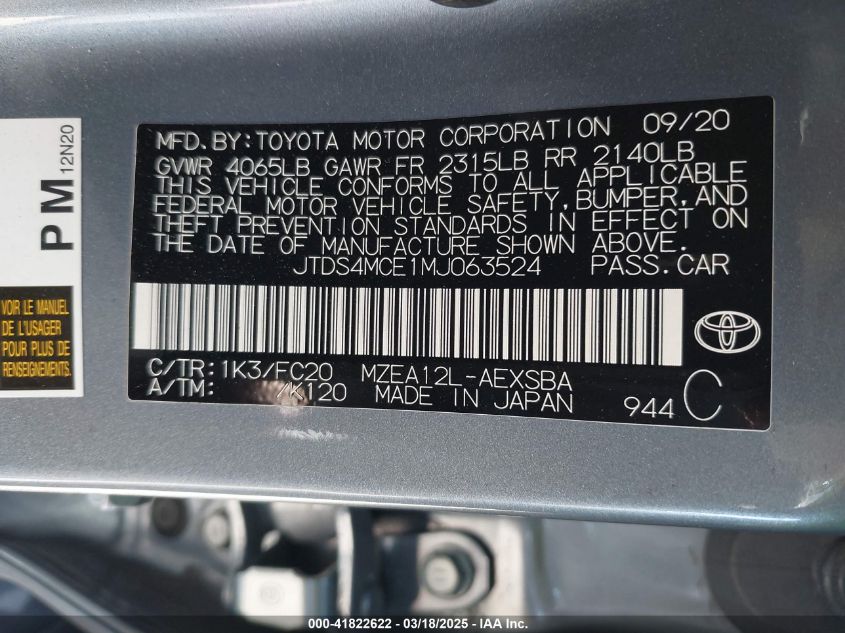 MFD. BY: TOYOTA MOTOR CORPORATION 09/20
GVWR 4065LB GAWR FR 2315LB RR 2140LB
THIS VEHICLE CONFORMS TO ALL APPLICABLE
FEDERAL MOTOR VEHICLE SAFETY, BUMPER, AND
THEFT PREVENTION STANDARDS IN EFFECT ON
THE DATE OF MANUFACTURE SHOWN ABOVE.
JTDS4MCE1MJ063524 PASS. CAR
C/TR: 1K3/FC20 MZEA12L-AEXSBA
A/TM: /K120 MADE IN JAPAN 944 C
PM
12N20
VOIR LE MANUEL
DE L'USAGER
POUR PLUS DE
RENSEIGNEMENTS.
000-41822622 - 03/18/2025 - IAA Inc.